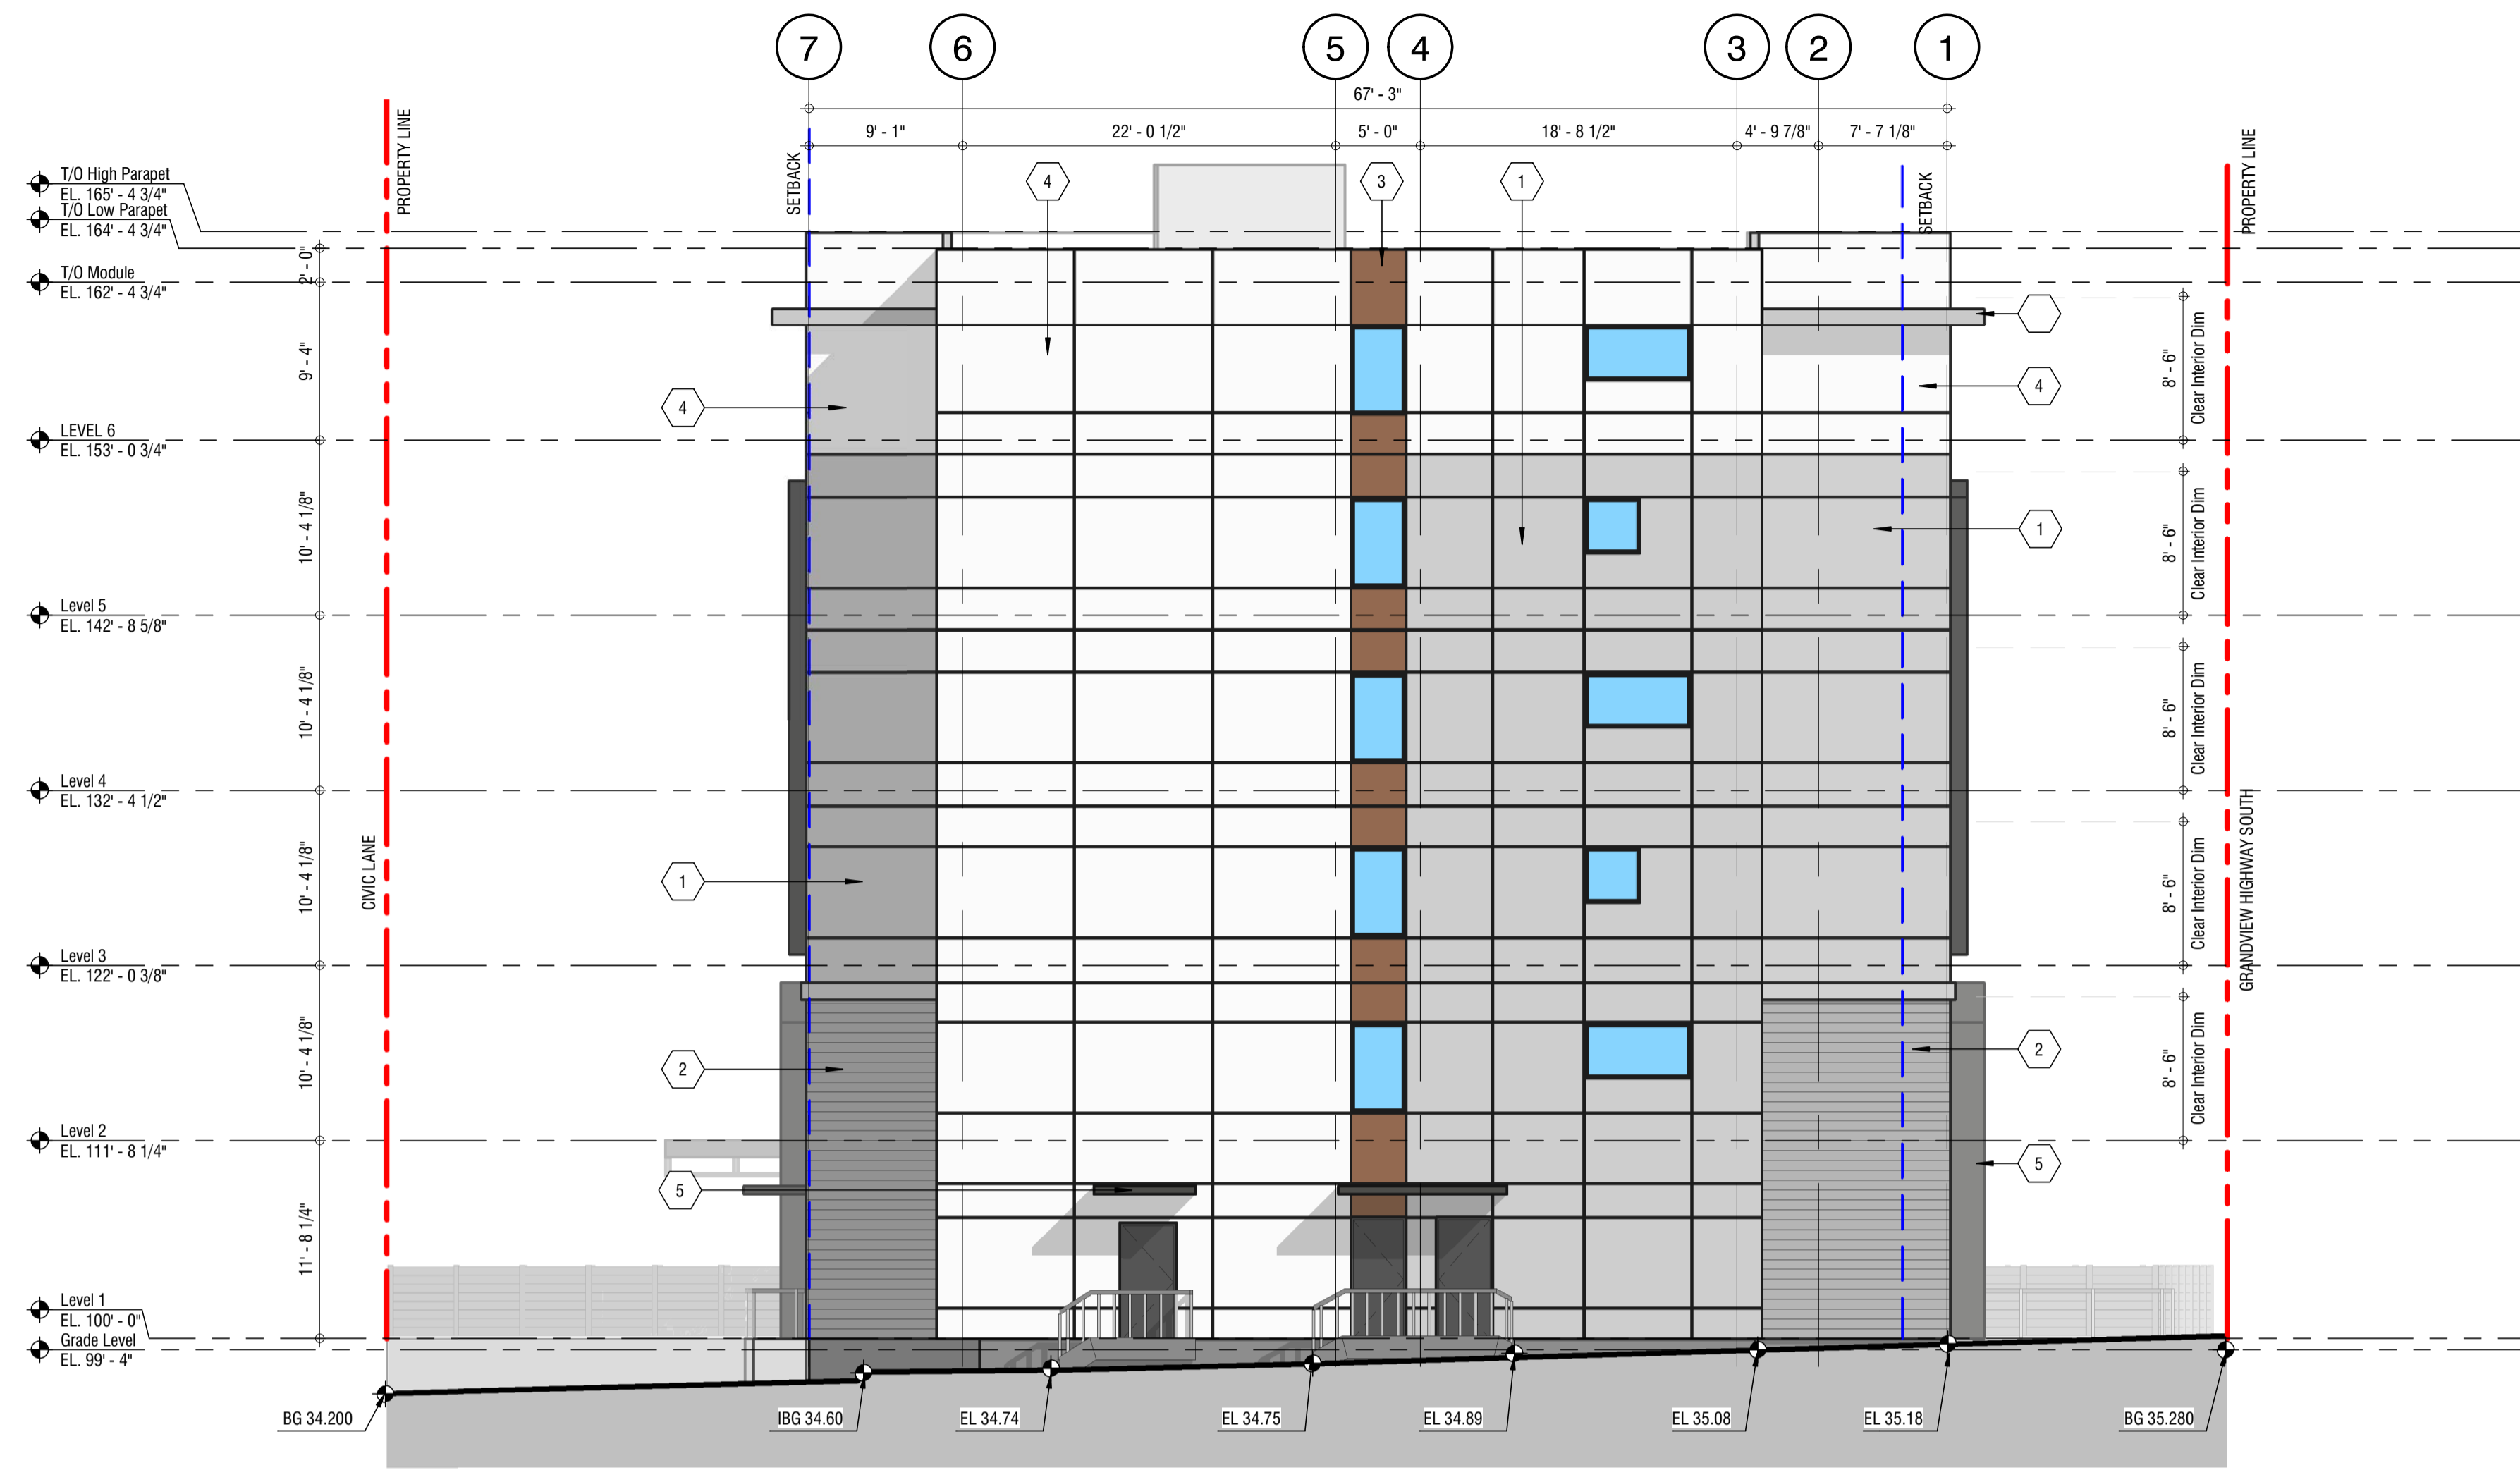 7
6
5
4
3
2
1
67' - 3"
9' - 1"
22' - 0 1/2"
5' - 0"
18' - 8 1/2"
4' - 9 7/8"
7' - 7 1/8"
PROPERTY LINE
SETBACK
SETBACK
PROPERTY LINE
T/O High Parapet
EL. 165' - 4 3/4"
T/O Low Parapet
EL. 164' - 4 3/4"
T/O Module
EL. 162' - 4 3/4"
LEVEL 6
EL. 153' - 0 3/4"
Level 5
EL. 142' - 8 5/8"
Level 4
EL. 132' - 4 1/2"
Level 3
EL. 122' - 0 3/8"
Level 2
EL. 111' - 8 1/4"
Level 1
EL. 100' - 0"
Grade Level
EL. 99' - 4"
2' - 0"
9' - 4"
10' - 4 1/8"
10' - 4 1/8"
10' - 4 1/8"
10' - 4 1/8"
11' - 8 1/4"
CIVIC LANE
4
3
1
4
1
2
5
4
1
2
5
8' - 6"
Clear Interior Dim
8' - 6"
Clear Interior Dim
8' - 6"
Clear Interior Dim
8' - 6"
Clear Interior Dim
8' - 6"
Clear Interior Dim
GRANDVIEW HIGHWAY SOUTH
BG 34.200
IBG 34.60
EL 34.74
EL 34.75
EL 34.89
EL 35.08
EL 35.18
BG 35.280